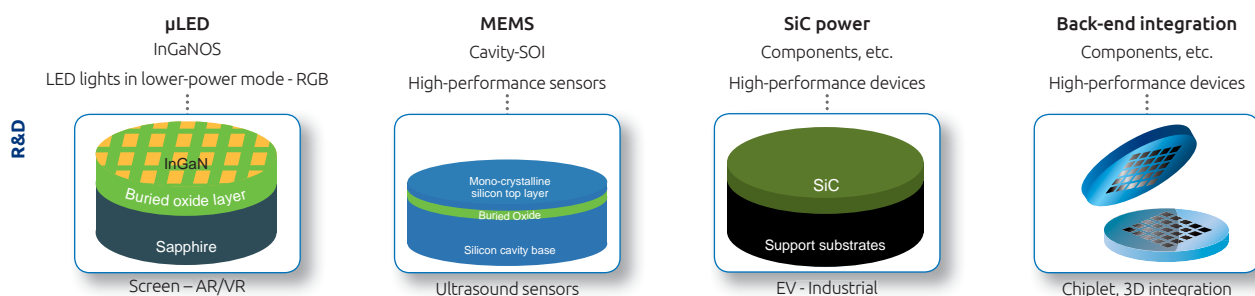 R&D
µLED
InGaNOS
LED lights in lower-power mode - RGB
InGaN
Buried oxide layer
Sapphire
Screen – AR/VR
MEMS
Cavity-SOI
High-performance sensors
Mono-crystalline
silicon top layer
Buried Oxide
Silicon cavity base
Ultrasound sensors
SiC power
Components, etc.
High-performance devices
SiC
Support substrates
EV - Industrial
Back-end integration
Components, etc.
High-performance devices
Chiplet, 3D integration